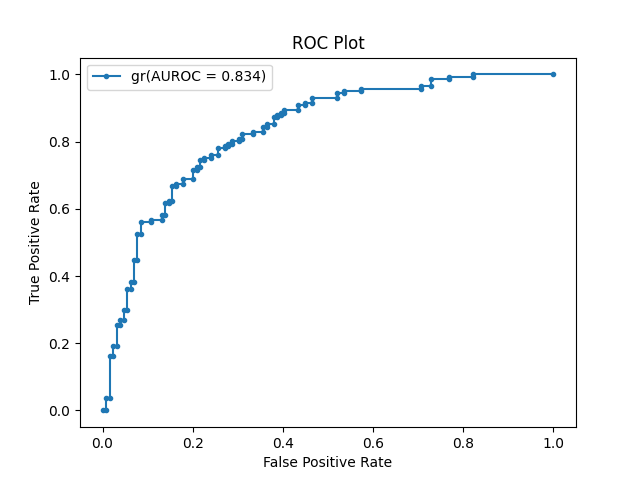 ROC Plot
gr(AUROC = 0.834)
True Positive Rate
1.0
0.8
0.6
0.4
0.2
0.0
0.0 0.2 0.4 0.6 0.8 1.0
False Positive Rate